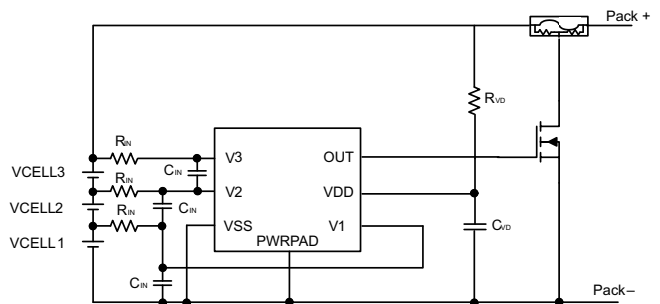 Pack +
RVD
RIN
V3
OUT
CIN
VCELL3
RIN
V2
VDD
VCELL2
CIN
RIN
VSS
V1
CVD
VCELL1
PWRPAD
CIN
Pack–